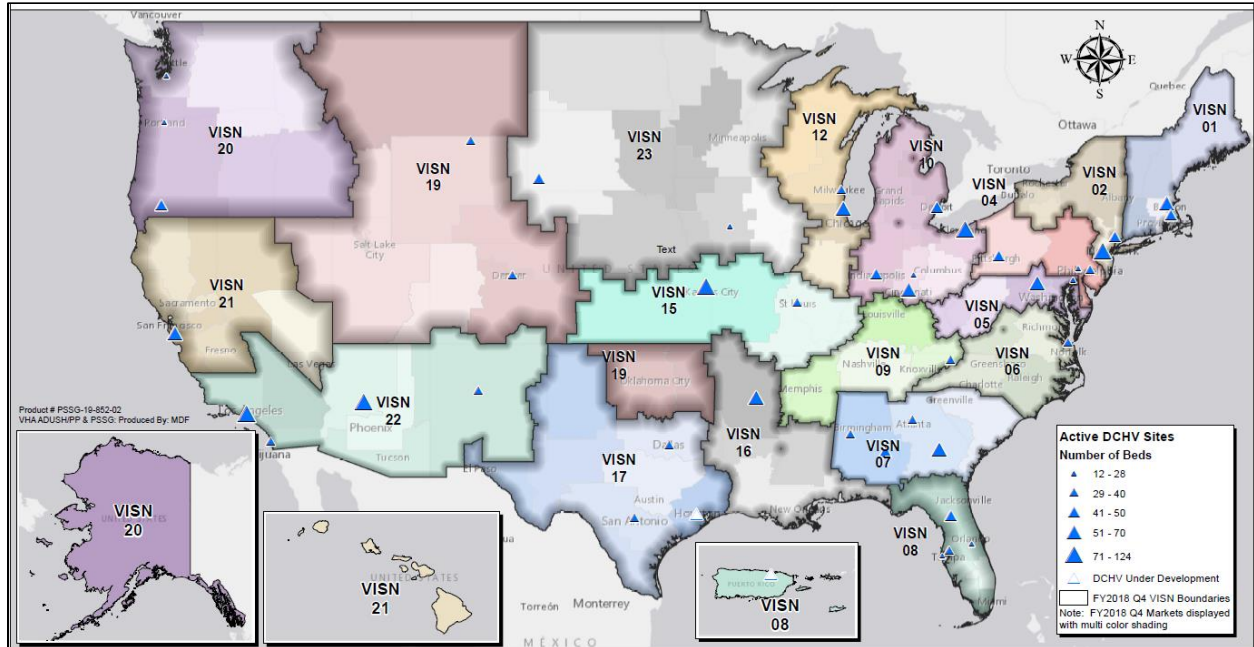 Vancouver
N
W E
S
Quebec
Ottawa
Toronto
Seattle
Portland
VISN
20
VISN
19
VISN
23
Minneapolis
VISN
12
Milwaukee
Chicago
VISN
10
Grand
Rapids
Detroit
VISN
04
VISN
02
Rochester
Buffalo
Albany
VISN
01
Boston
Text
Salt Lake
City
Denver
VISN
21
Sacramento
San Francisco
Fresno
Las Vegas
VISN
15
Kansas City
St Louis
Indianapolis
Columbus
Cincinnati
Louisville
Pittsburgh
Philadelphia
Washington
VISN
05
Richmond
Norfolk
VISN
06
Greensboro
Raleigh
Charlotte
Greenville
VISN
09
Nashville
Knoxville
Memphis
VISN
19
Oklahoma City
VISN
22
Phoenix
Tucson
Los Angeles
Tijuana
El Paso
VISN
17
Dallas
Austin
San Antonio
Houston
VISN
16
New Orleans
Birmingham
Atlanta
VISN
07
Jacksonville
Orlando
Tampa
Miami
VISN
08
Product # PSSG-19-852-02
VHA ADUSH/PP & PSSG: Produced By: MDF
VISN
20
UNITED STATES
VISN
21
UNITED STATES
PUERTO RICO
VISN
08
Torreón
Monterrey
MÉXICO
Active DCHV Sites
Number of Beds
12 - 28
29 - 40
41 - 50
51 - 70
71 - 124
DCHV Under Development
FY2018 Q4 VISN Boundaries
Note: FY2018 Q4 Markets displayed
with multi color shading